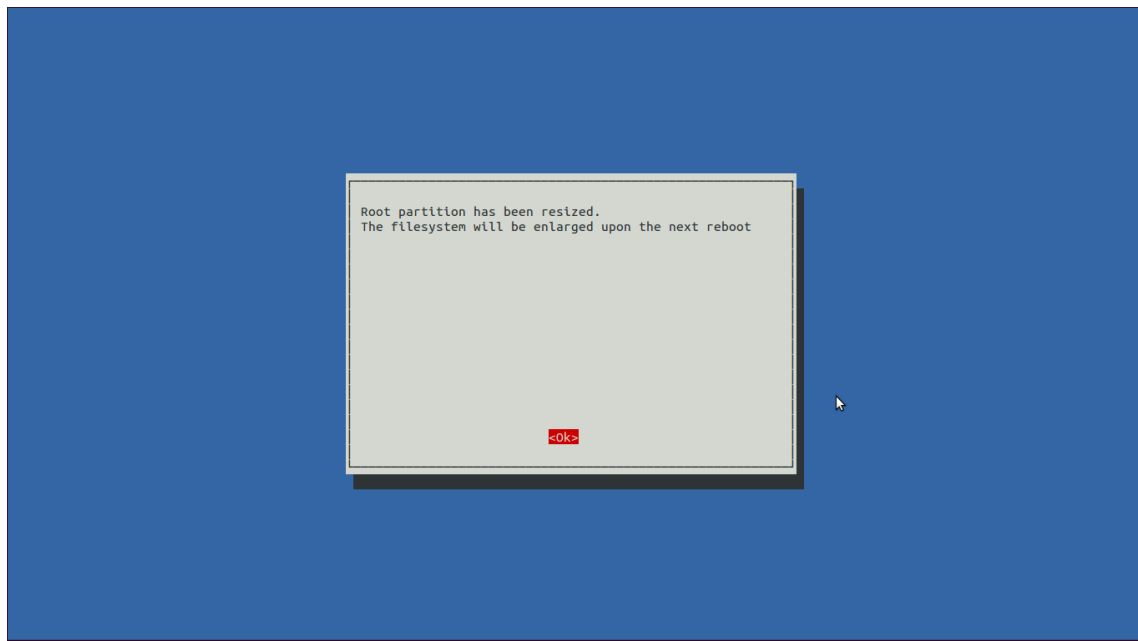 Root partition has been resized.
The filesystem will be enlarged upon the next reboot
<Ok>